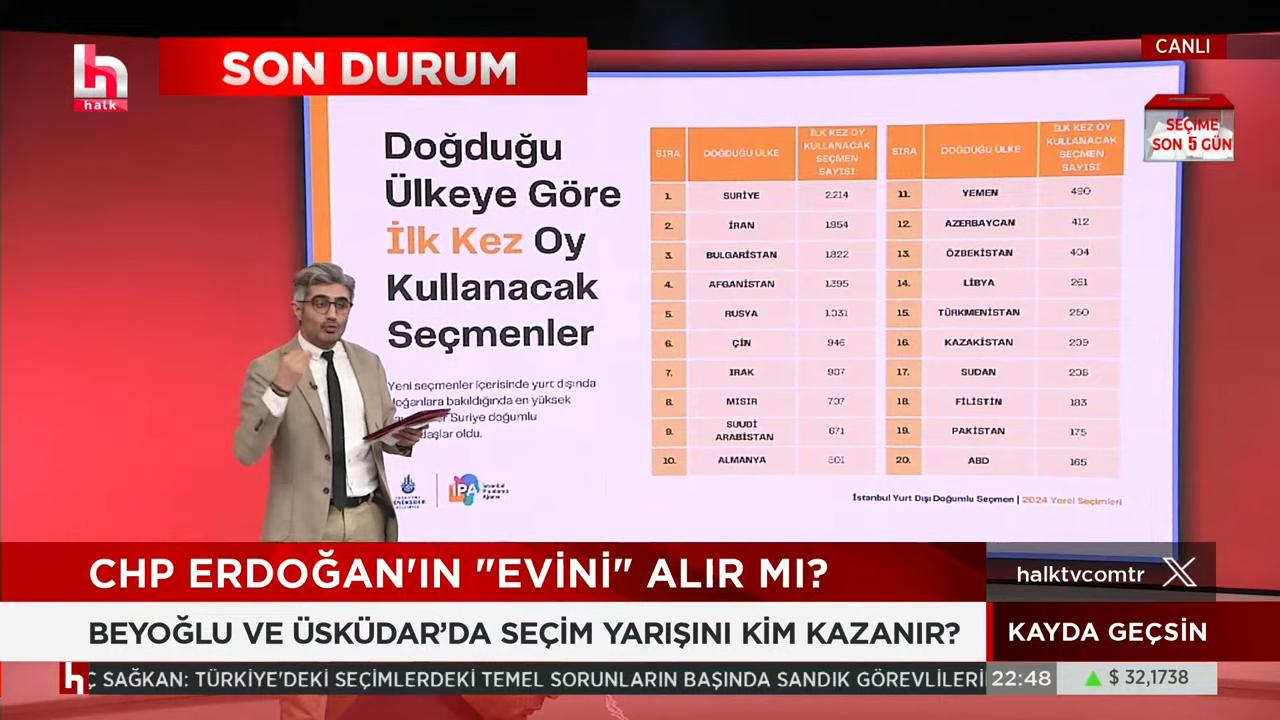 halk
SON DURUM
CANLI
SEÇİME
SON 5 GÜN
Doğduğu
Ülkeye Göre
İlk Kez Oy
Kullanacak
Seçmenler
Yeni seçmenler içerisinde yurt dışında
doğanlara bakıldığında en yüksek
Suriye doğumlu
oldu.
İPA
SIRA DOĞDUĞU ÜLKE İLK KEZ OY KULLANACAK SEÇMEN SAYISI
1. SURİYE 2.214
2. İRAN 1.954
3. BULGARİSTAN 1.822
4. AFGANİSTAN 1.395
5. RUSYA 1.031
6. ÇİN 946
7. IRAK 907
8. MISIR 707
9. SUUDİ ARABİSTAN 671
10. ALMANYA
SIRA DOĞDUĞU ÜLKE İLK KEZ OY KULLANACAK SEÇMEN SAYISI
11. YEMEN 490
12. AZERBAYCAN 412
13. ÖZBEKİSTAN 404
14. LİBYA 261
15. TÜRKMENİSTAN 250
16. KAZAKİSTAN 209
17. SUDAN 208
18. FİLİSTİN 183
19. PAKİSTAN 175
20. ABD 165
İstanbul Yurt Dışı Doğumlu Seçmen | 2024 Yerel Seçimleri
CHP ERDOĞAN'IN "EVİNİ" ALIR MI?
halktvcomtr X
BEYOĞLU VE ÜSKÜDAR’DA SEÇİM YARIŞINI KİM KAZANIR?
KAYDA GEÇSİN
h Ç SAĞKAN: TÜRKİYE'DEKİ SEÇİMLERDEKİ TEMEL SORUNLARIN BAŞINDA SANDIK GÖREVLİLERİ 22:48 $ 32,1738